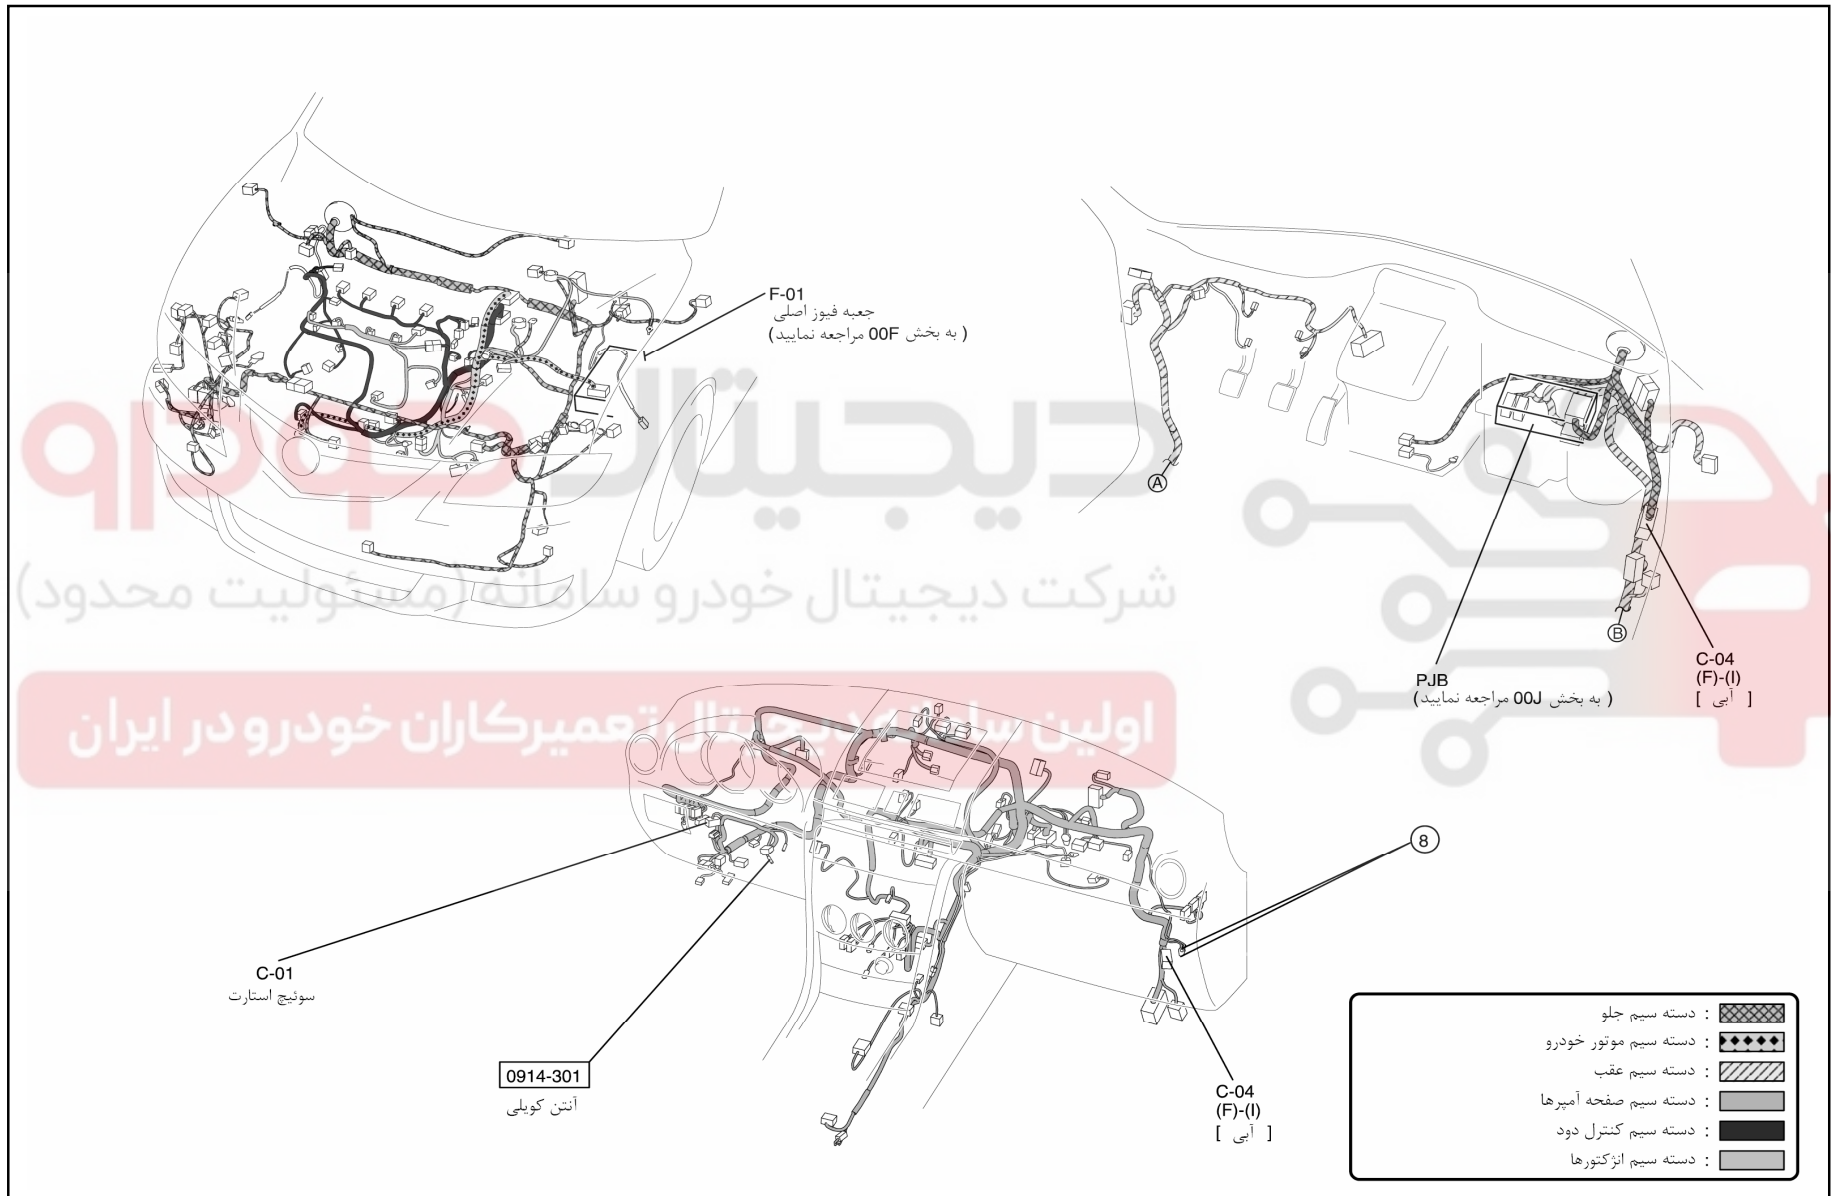 F-01
جعبه فیوز اصلی
( به بخش 00F مراجعه نمایید)
A
دیجیتال خودرو
شرکت دیجیتال خودرو سامانه (مسئولیت محدود)
B
C-04
(F)-(I)
[ آبی ]
PJB
( به بخش 00J مراجعه نمایید)
اولین سامانه دیجیتال تعمیرکاران خودرو در ایران
8
C-01
سوئیچ استارت
0914-301
آنتن کویلی
C-04
(F)-(I)
[ آبی ]
: دسته سیم جلو
: دسته سیم موتور خودرو
: دسته سیم عقب
: دسته سیم صفحه آمپرها
: دسته سیم کنترل دود
: دسته سیم انژکتورها